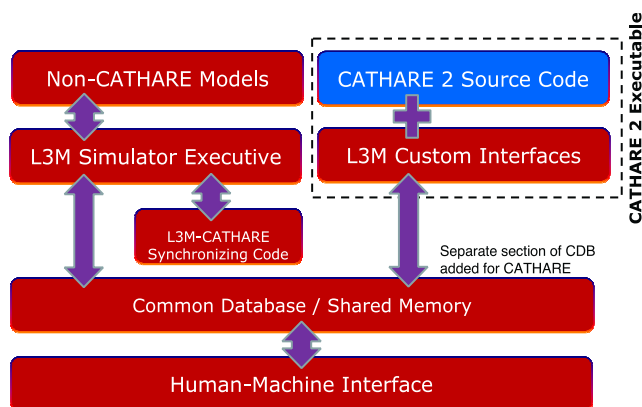 Non-CATHARE Models
CATHARE 2 Source Code
L3M Simulator Executive
L3M Custom Interfaces
CATHARE 2 Executable
L3M-CATHARE
Synchronizing Code
Separate section of CDB
added for CATHARE
Common Database / Shared Memory
Human-Machine Interface